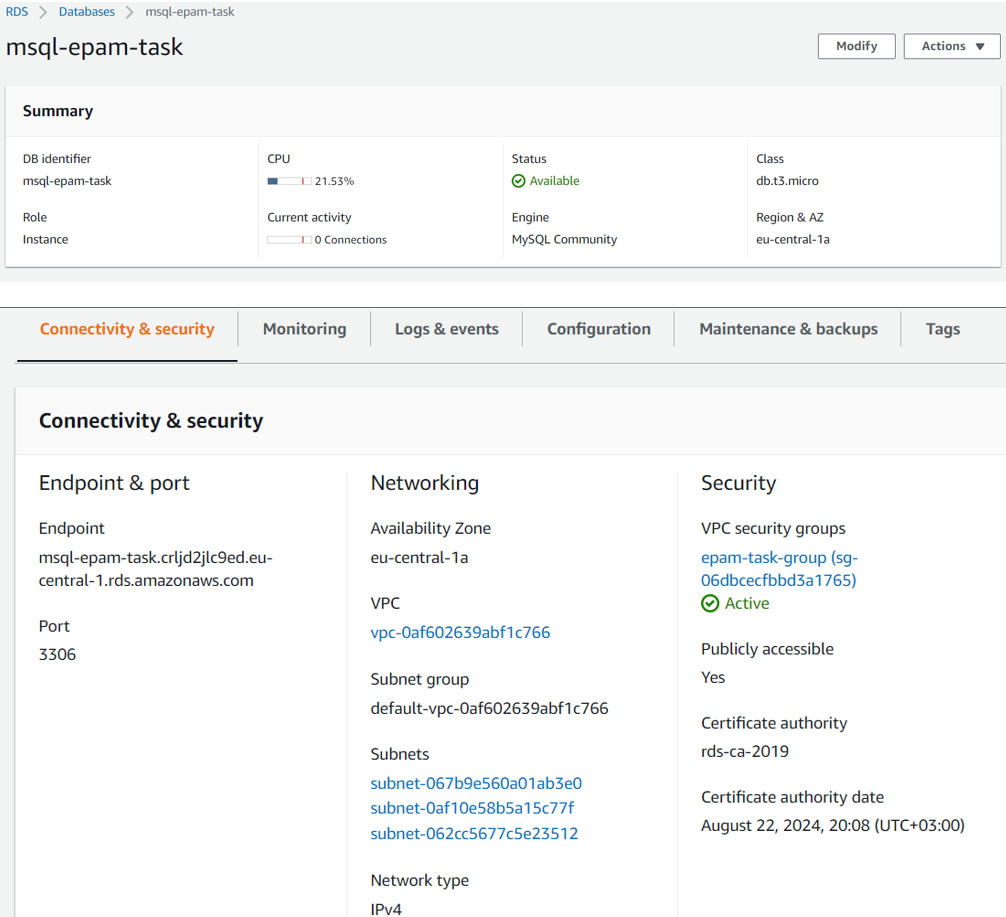 RDS > Databases > msql-epam-task
msql-epam-task
Modify
Actions ▼
Summary
DB identifier
msql-epam-task
CPU
21.53%
Status
Available
Class
db.t3.micro
Role
Instance
Current activity
0 Connections
Engine
MySQL Community
Region & AZ
eu-central-1a
Connectivity & security
Monitoring
Logs & events
Configuration
Maintenance & backups
Tags
Connectivity & security
Endpoint & port
Endpoint
msql-epam-task.crljd2jlc9ed.eu-
central-1.rds.amazonaws.com
Port
3306
Networking
Availability Zone
eu-central-1a
VPC
vpc-0af602639abf1c766
Subnet group
default-vpc-0af602639abf1c766
Subnets
subnet-067b9e560a01ab3e0
subnet-0af10e58b5a15c77f
subnet-062cc5677c5e23512
Network type
IPv4
Security
VPC security groups
epam-task-group (sg-
06dbcecfbbd3a1765)
Active
Publicly accessible
Yes
Certificate authority
rds-ca-2019
Certificate authority date
August 22, 2024, 20:08 (UTC+03:00)